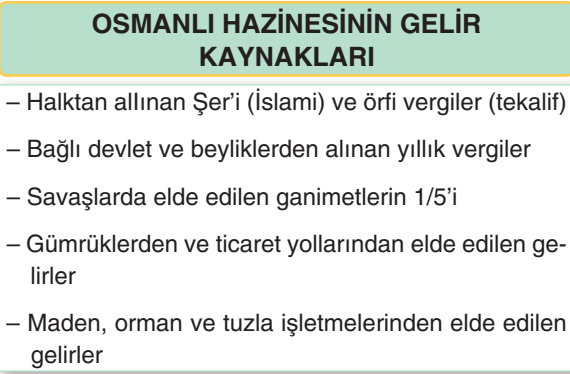 OSMANLI HAZİNESİNİN GELİR
KAYNAKLARI
– Halktan allınan Şer'i (İslami) ve örfi vergiler (tekalif)
– Bağlı devlet ve beyliklerden alınan yıllık vergiler
– Savaşlarda elde edilen ganimetlerin 1/5'i
– Gümrüklerden ve ticaret yollarından elde edilen ge-
lirler
– Maden, orman ve tuzla işletmelerinden elde edilen
gelirler